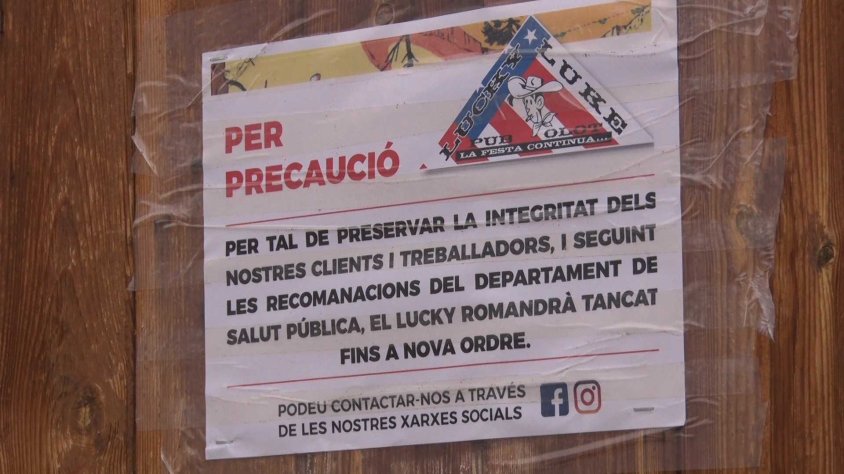 LUCKY LUKE
PUB OLOT
LA FESTA CONTINUA...
PER
PRECAUCIÓ
PER TAL DE PRESERVAR LA INTEGRITAT DELS
NOSTRES CLIENTS I TREBALLADORS, I SEGUINT
LES RECOMANACIONS DEL DEPARTAMENT DE
SALUT PÚBLICA, EL LUCKY ROMANDRÀ TANCAT
FINS A NOVA ORDRE.
PODEU CONTACTAR-NOS A TRAVÉS
DE LES NOSTRES XARXES SOCIALS